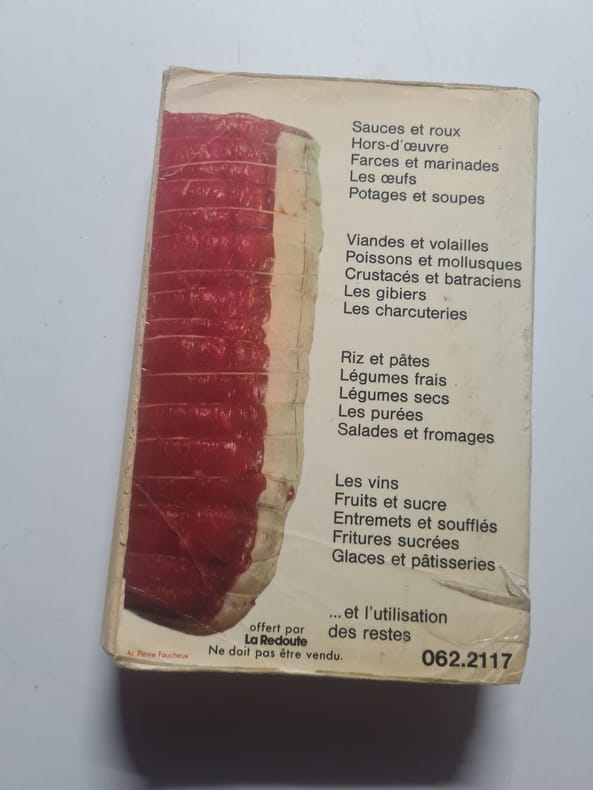 Sauces et roux
Hors-d'œuvre
Farces et marinades
Les œufs
Potages et soupes
Viandes et volailles
Poissons et mollusques
Crustacés et batraciens
Les gibiers
Les charcuteries
Riz et pâtes
Légumes frais
Légumes secs
Les purées
Salades et fromages
Les vins
Fruits et sucre
Entremets et soufflés
Fritures sucrées
Glaces et pâtisseries
...et l'utilisation
des restes
offert par
La Redoute
Ne doit pas être vendu.
At. Pierre Faucheux
062.2117